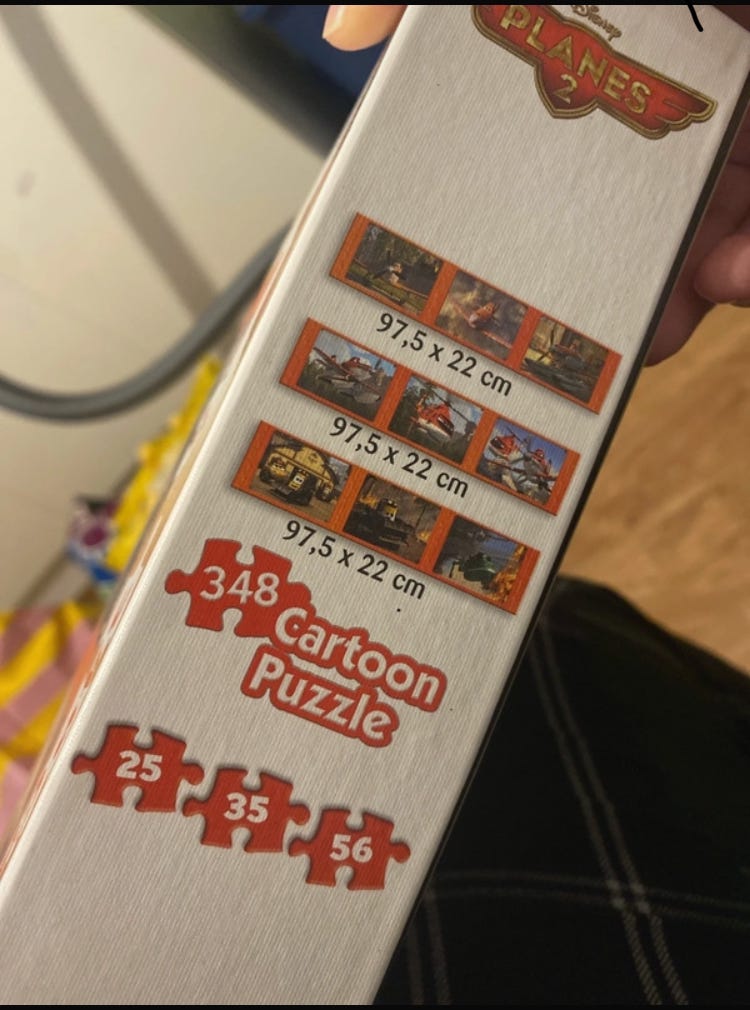 Disney
PLANES
2
97,5 x 22 cm
97,5 x 22 cm
97,5 x 22 cm
348
Cartoon
Puzzle
25
35
56